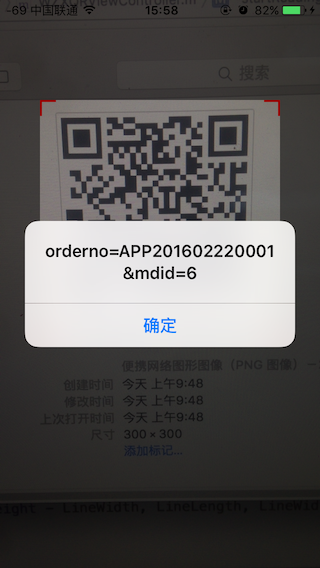 -69 中国联通 15:58 82%
搜索
orderno=APP201602220001
&mdid=6
确定
便携网络图形图像（PNG 图像）
创建时间 今天 上午9:48
修改时间 今天 上午9:48
上次打开时间 今天 上午9:48
尺寸 300 × 300
添加标记...
eight - LineWidth, LineLength, LineWid